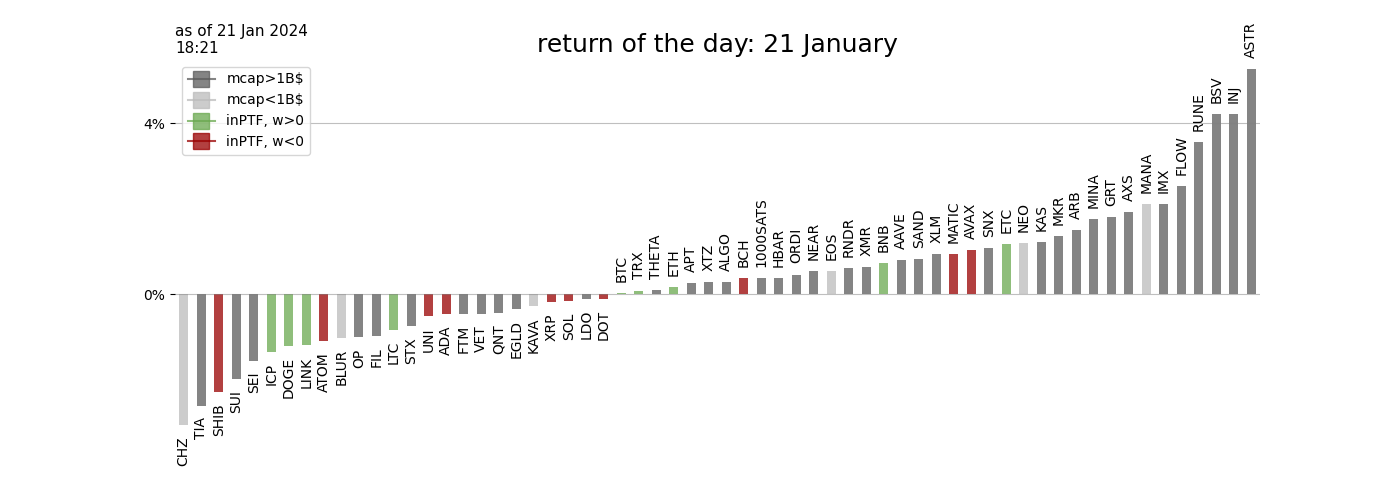 as of 21 Jan 2024
18:21
return of the day: 21 January
mcap>1B$
mcap<1B$
inPTF, w>0
inPTF, w<0
4%
0%
CHZ
TIA
SHIB
SUI
SEI
ICP
DOGE
LINK
ATOM
BLUR
OP
FIL
LTC
STX
UNI
ADA
FTM
VET
QNT
EGLD
KAVA
XRP
SOL
LDO
DOT
BTC
TRX
THETA
ETH
APT
XTZ
ALGO
BCH
1000SATS
HBAR
ORDI
NEAR
EOS
RNDR
XMR
BNB
AAVE
SAND
XLM
MATIC
AVAX
SNX
ETC
NEO
KAS
MKR
ARB
MINA
GRT
AXS
MANA
IMX
FLOW
RUNE
BSV
INJ
ASTR